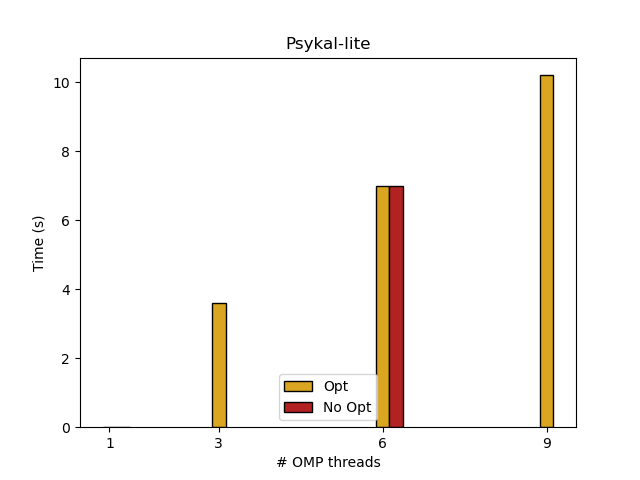 Psykal-lite
Time (s)
10
8
6
4
2
0
Opt
No Opt
1 3 6 9
# OMP threads